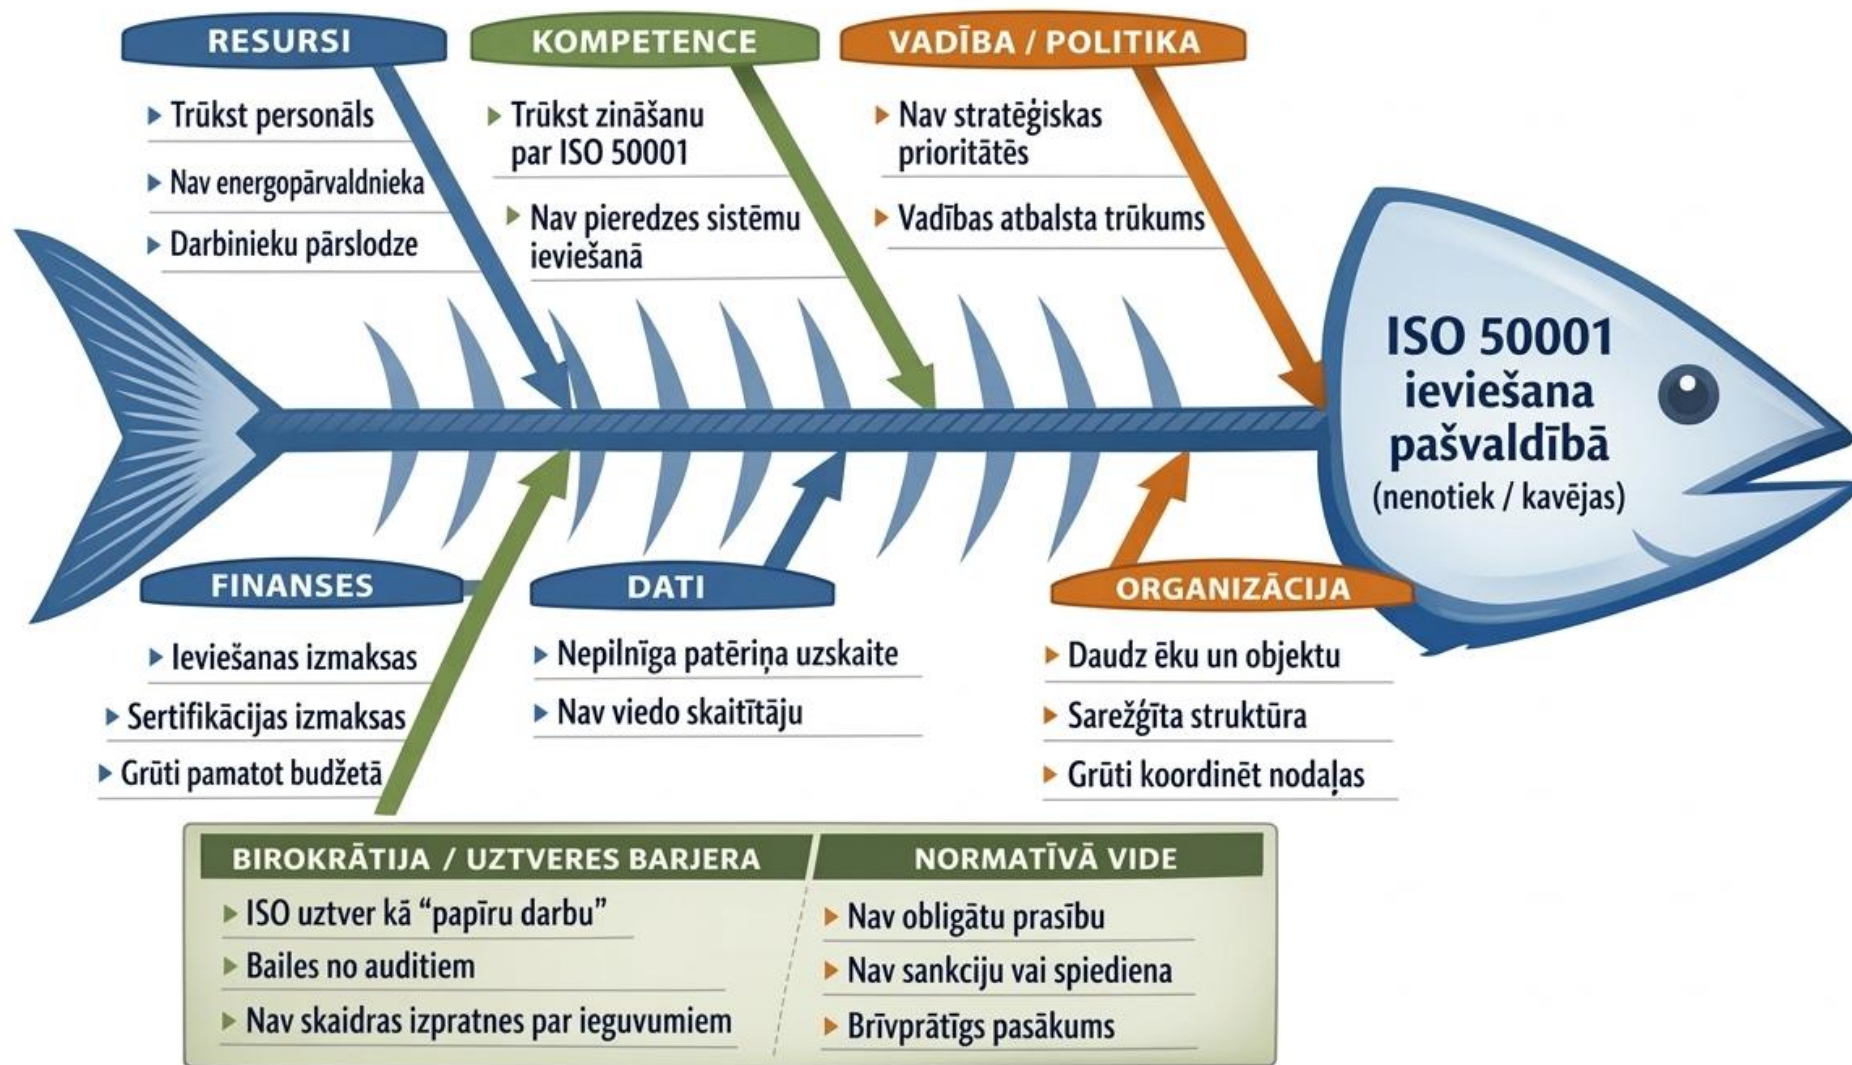 RESURSI
Trūkst personāls
Nav energopārvaldnieka
Darbinieku pārslodze
KOMPETENCE
Trūkst zināšanu
par ISO 50001
Nav pieredzes sistēmu
ieviešanā
VADĪBA / POLITIKA
Nav stratēģiskas
prioritātēs
Vadības atbalsta trūkums
ISO 50001
ieviešana
pašvaldībā
(nenotiek / kavējas)
FINANSES
Ieviešanas izmaksas
Sertifikācijas izmaksas
Grūti pamatot budžetā
DATI
Nepilnīga patēriņa uzskaite
Nav viedo skaitītāju
ORGANIZĀCIJA
Daudz ēku un objektu
Sarežģīta struktūra
Grūti koordinēt nodaļas
BIROKRĀTIJA / UZTVERES BARJERA
ISO uztver kā “papīru darbu”
Bailes no auditiem
Nav skaidras izpratnes par ieguvumiem
NORMATĪVĀ VIDE
Nav obligātu prasību
Nav sankciju vai spiediena
Brīvprātīgs pasākums